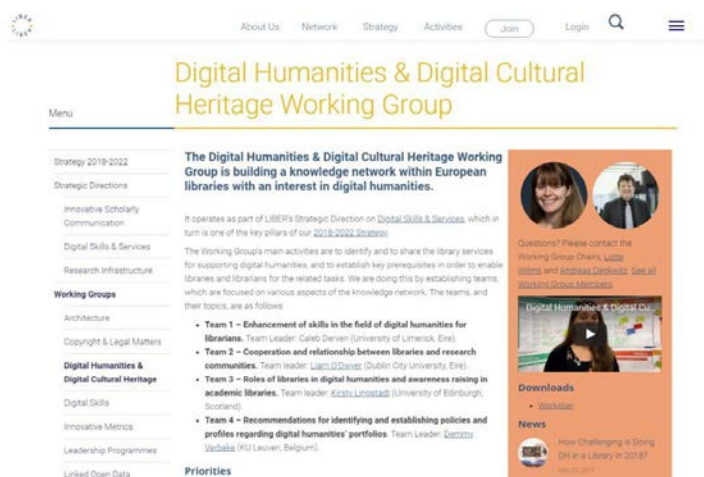 LIBER
About Us Network Strategy Activities Join Login
Digital Humanities & Digital Cultural
Heritage Working Group
Menu
Strategy 2018-2022
Strategic Directions
Innovative Scholarly
Communication
Digital Skills & Services
Research Infrastructure
Working Groups
Architecture
Copyright & Legal Matters
Digital Humanities &
Digital Cultural Heritage
Digital Skills
Innovative Metrics
Leadership Programmes
Linked Open Data
The Digital Humanities & Digital Cultural Heritage Working
Group is building a knowledge network within European
libraries with an interest in digital humanities.
It operates as part of LIBER's Strategic Direction on Digital Skills & Services, which in
turn is one of the key pillars of our 2018-2022 Strategy.
The Working Group's main activities are to identify and to share the library services
for supporting digital humanities, and to establish key prerequisites in order to enable
libraries and librarians for the related tasks. We are doing this by establishing teams,
which are focused on various aspects of the knowledge network. The teams, and
their topics, are as follows:
• Team 1 – Enhancement of skills in the field of digital humanities for
librarians. Team Leader: Caleb Derven (University of Limerick, Eire).
• Team 2 – Cooperation and relationship between libraries and research
communities. Team leader: Liam O'Dwyer (Dublin City University, Eire).
• Team 3 – Roles of libraries in digital humanities and awareness raising in
academic libraries. Team leader: Kirsty Lingstadt (University of Edinburgh,
Scotland).
• Team 4 – Recommendations for identifying and establishing policies and
profiles regarding digital humanities' portfolios. Team Leader: Demmy
Verbeke (KU Leuven, Belgium).
Priorities
Questions? Please contact the
Working Group Chairs, Lotte
Wilms and Andreas Degkwitz. See all
Working Group Members.
Digital Humanities & Digital Cu...
Downloads
• Workplan
News
How Challenging is Doing
DH in a Library in 2018?